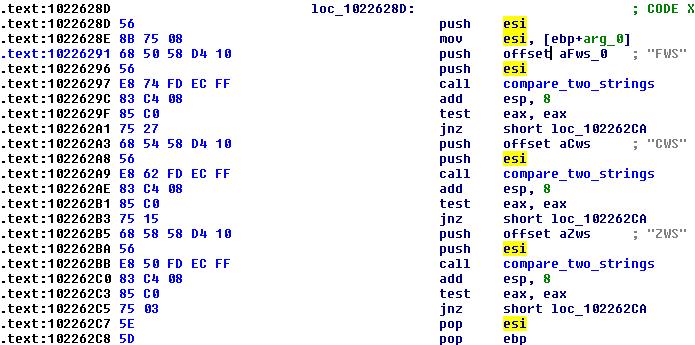 .text:1022628D loc_1022628D: ; CODE X
.text:1022628D 56 push esi
.text:1022628E 8B 75 08 mov esi, [ebp+arg_0]
.text:10226291 68 50 58 D4 10 push offset aFws_0 ; "FWS"
.text:10226296 56 push esi
.text:10226297 E8 74 FD EC FF call compare_two_strings
.text:1022629C 83 C4 08 add esp, 8
.text:1022629F 85 C0 test eax, eax
.text:102262A1 75 27 jnz short loc_102262CA
.text:102262A3 68 54 58 D4 10 push offset aCws ; "CWS"
.text:102262A8 56 push esi
.text:102262A9 E8 62 FD EC FF call compare_two_strings
.text:102262AE 83 C4 08 add esp, 8
.text:102262B1 85 C0 test eax, eax
.text:102262B3 75 15 jnz short loc_102262CA
.text:102262B5 68 58 58 D4 10 push offset aZws ; "ZWS"
.text:102262BA 56 push esi
.text:102262BB E8 50 FD EC FF call compare_two_strings
.text:102262C0 83 C4 08 add esp, 8
.text:102262C3 85 C0 test eax, eax
.text:102262C5 75 03 jnz short loc_102262CA
.text:102262C7 5E pop esi
.text:102262C8 5D pop ebp